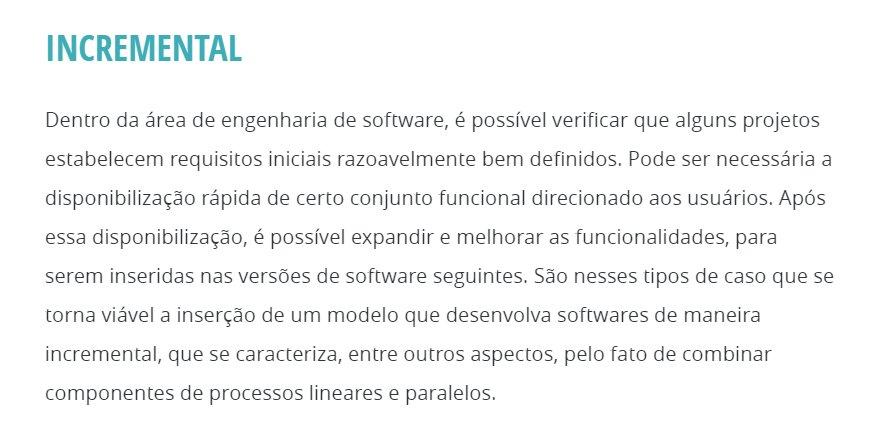 INCREMENTAL
Dentro da área de engenharia de software, é possível verificar que alguns projetos
estabelecem requisitos iniciais razoavelmente bem definidos. Pode ser necessária a
disponibilização rápida de certo conjunto funcional direcionado aos usuários. Após
essa disponibilização, é possível expandir e melhorar as funcionalidades, para
serem inseridas nas versões de software seguintes. São nesses tipos de caso que se
torna viável a inserção de um modelo que desenvolva softwares de maneira
incremental, que se caracteriza, entre outros aspectos, pelo fato de combinar
componentes de processos lineares e paralelos.